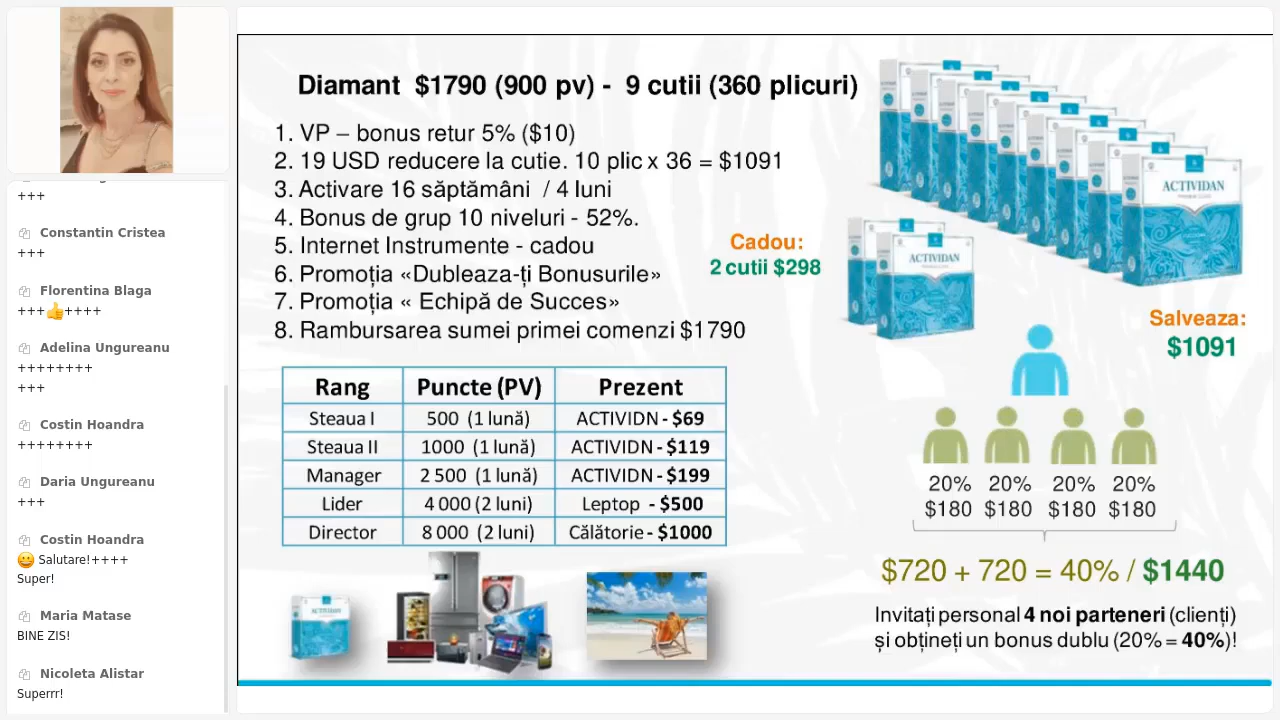 +++
Constantin Cristea
+++
Florentina Blaga
+++👍++++
Adelina Ungureanu
++++++++
+++
Costin Hoandra
++++++++
Daria Ungureanu
+++
Costin Hoandra
😀 Salutare!++++
Super!
Maria Matase
BINE ZIS!
Nicoleta Alistar
Superrr!
Diamant $1790 (900 pv) - 9 cutii (360 plicuri)
1. VP – bonus retur 5% ($10)
2. 19 USD reducere la cutie. 10 plic x 36 = $1091
3. Activare 16 săptămâni / 4 luni
4. Bonus de grup 10 niveluri - 52%.
5. Internet Instrumente - cadou
6. Promoția «Dubleaza-ți Bonusurile»
7. Promoția « Echipă de Succes»
8. Rambursarea sumei primei comenzi $1790
Cadou:
2 cutii $298
ACTIVIDAN
ACTIVIDAN
Salveaza:
$1091
Rang Puncte (PV) Prezent
Steaua I 500 (1 lună) ACTIVIDN - $69
Steaua II 1000 (1 lună) ACTIVIDN - $119
Manager 2 500 (1 lună) ACTIVIDN - $199
Lider 4 000 (2 luni) Leptop - $500
Director 8 000 (2 luni) Călătorie - $1000
ACTIVIDAN
20% 20% 20% 20%
$180 $180 $180 $180
$720 + 720 = 40% / $1440
Invitați personal 4 noi parteneri (clienți)
și obțineți un bonus dublu (20% = 40%)!